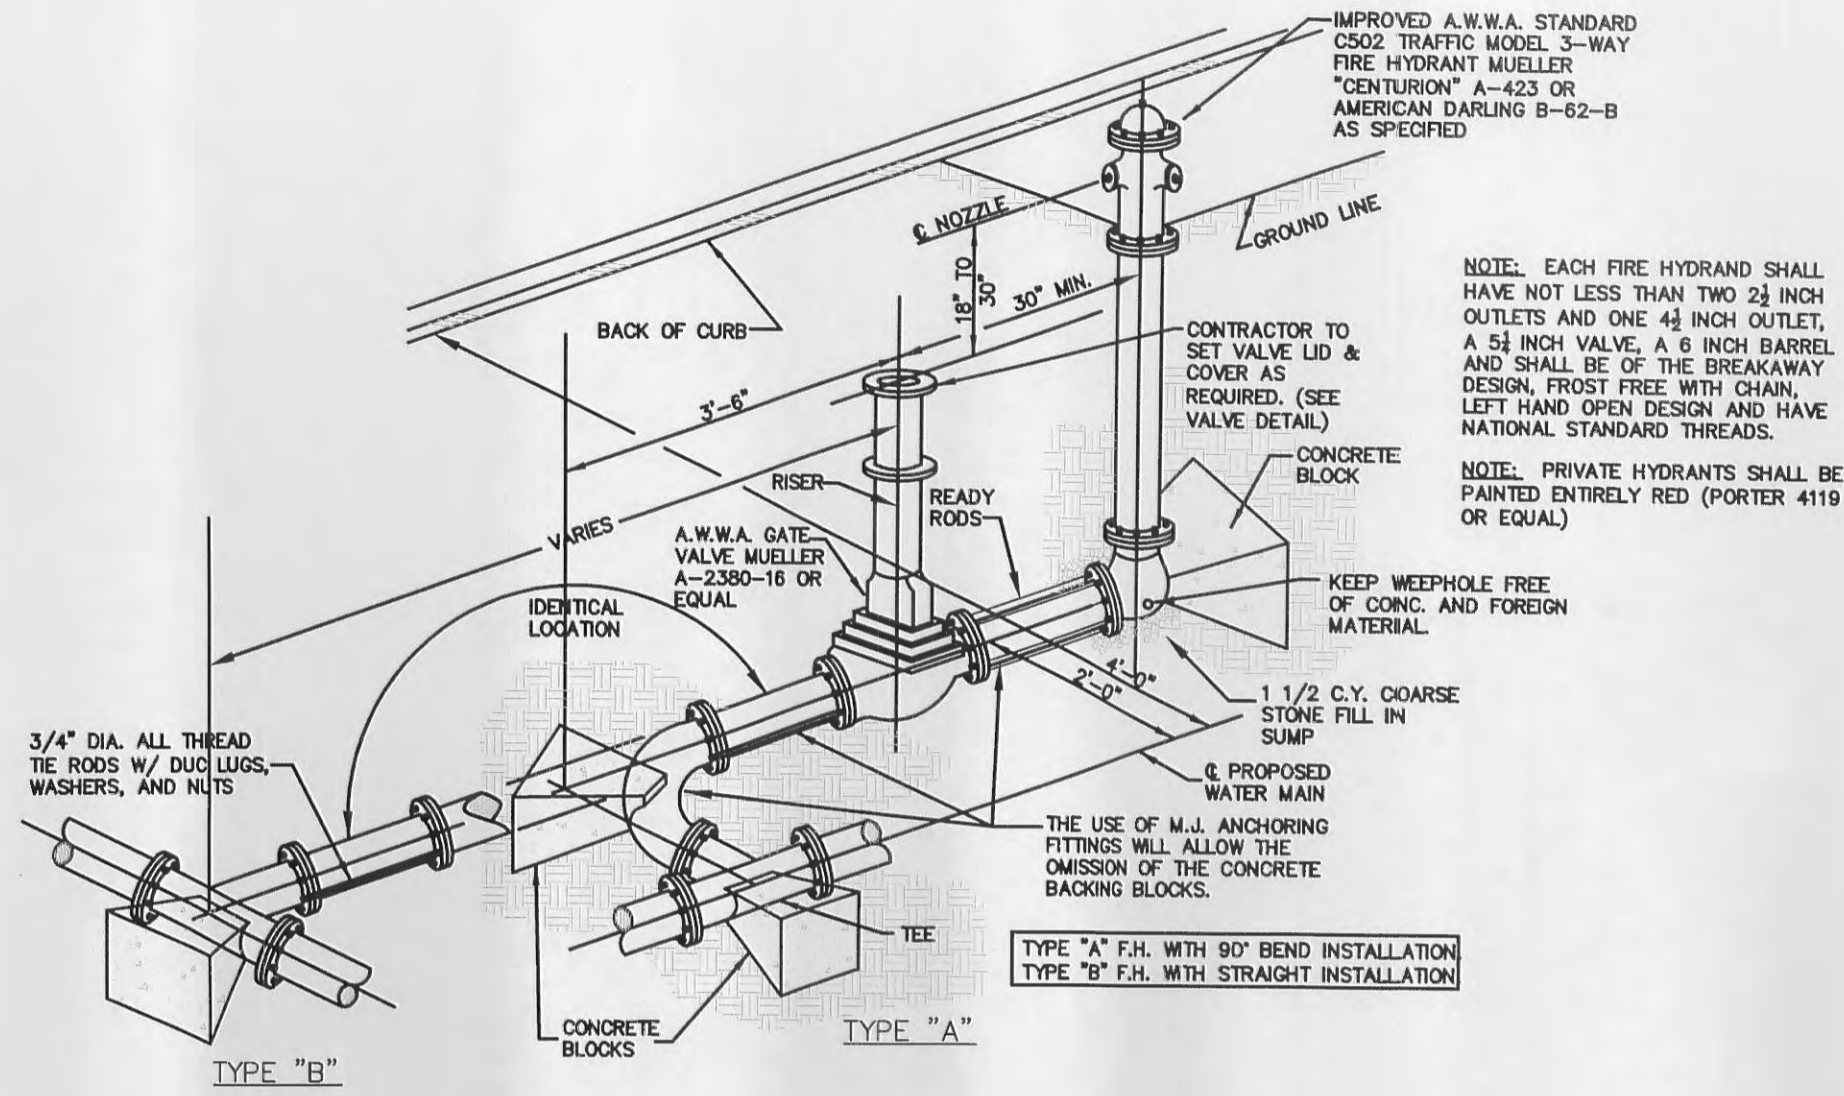 IMPROVED A.W.W.A. STANDARD
C502 TRAFFIC MODEL 3-WAY
FIRE HYDRANT MUELLER
"CENTURION" A-423 OR
AMERICAN DARLING B-62-B
AS SPECIFIED
℄ NOZZLE
GROUND LINE
18" TO
30"
30" MIN.
BACK OF CURB
3'-6"
CONTRACTOR TO
SET VALVE LID &
COVER AS
REQUIRED. (SEE
VALVE DETAIL)
NOTE: EACH FIRE HYDRAND SHALL
HAVE NOT LESS THAN TWO 2½ INCH
OUTLETS AND ONE 4½ INCH OUTLET,
A 5¼ INCH VALVE, A 6 INCH BARREL
AND SHALL BE OF THE BREAKAWAY
DESIGN, FROST FREE WITH CHAIN,
LEFT HAND OPEN DESIGN AND HAVE
NATIONAL STANDARD THREADS.
NOTE: PRIVATE HYDRANTS SHALL BE
PAINTED ENTIRELY RED (PORTER 4119
OR EQUAL)
CONCRETE
BLOCK
RISER
READY
RODS
VARIES
A.W.W.A. GATE
VALVE MUELLER
A-2380-16 OR
EQUAL
IDENTICAL
LOCATION
KEEP WEEPHOLE FREE
OF COINC. AND FOREIGN
MATERIIAL.
4'-0"
2'-0"
1 1/2 C.Y. COARSE
STONE FILL IN
SUMP
3/4" DIA. ALL THREAD
TIE RODS W/ DUC LUGS,
WASHERS, AND NUTS
℄ PROPOSED
WATER MAIN
THE USE OF M.J. ANCHORING
FITTINGS WILL ALLOW THE
OMISSION OF THE CONCRETE
BACKING BLOCKS.
TEE
TYPE "A" F.H. WITH 90° BEND INSTALLATION
TYPE "B" F.H. WITH STRAIGHT INSTALLATION
CONCRETE
BLOCKS
TYPE "A"
TYPE "B"